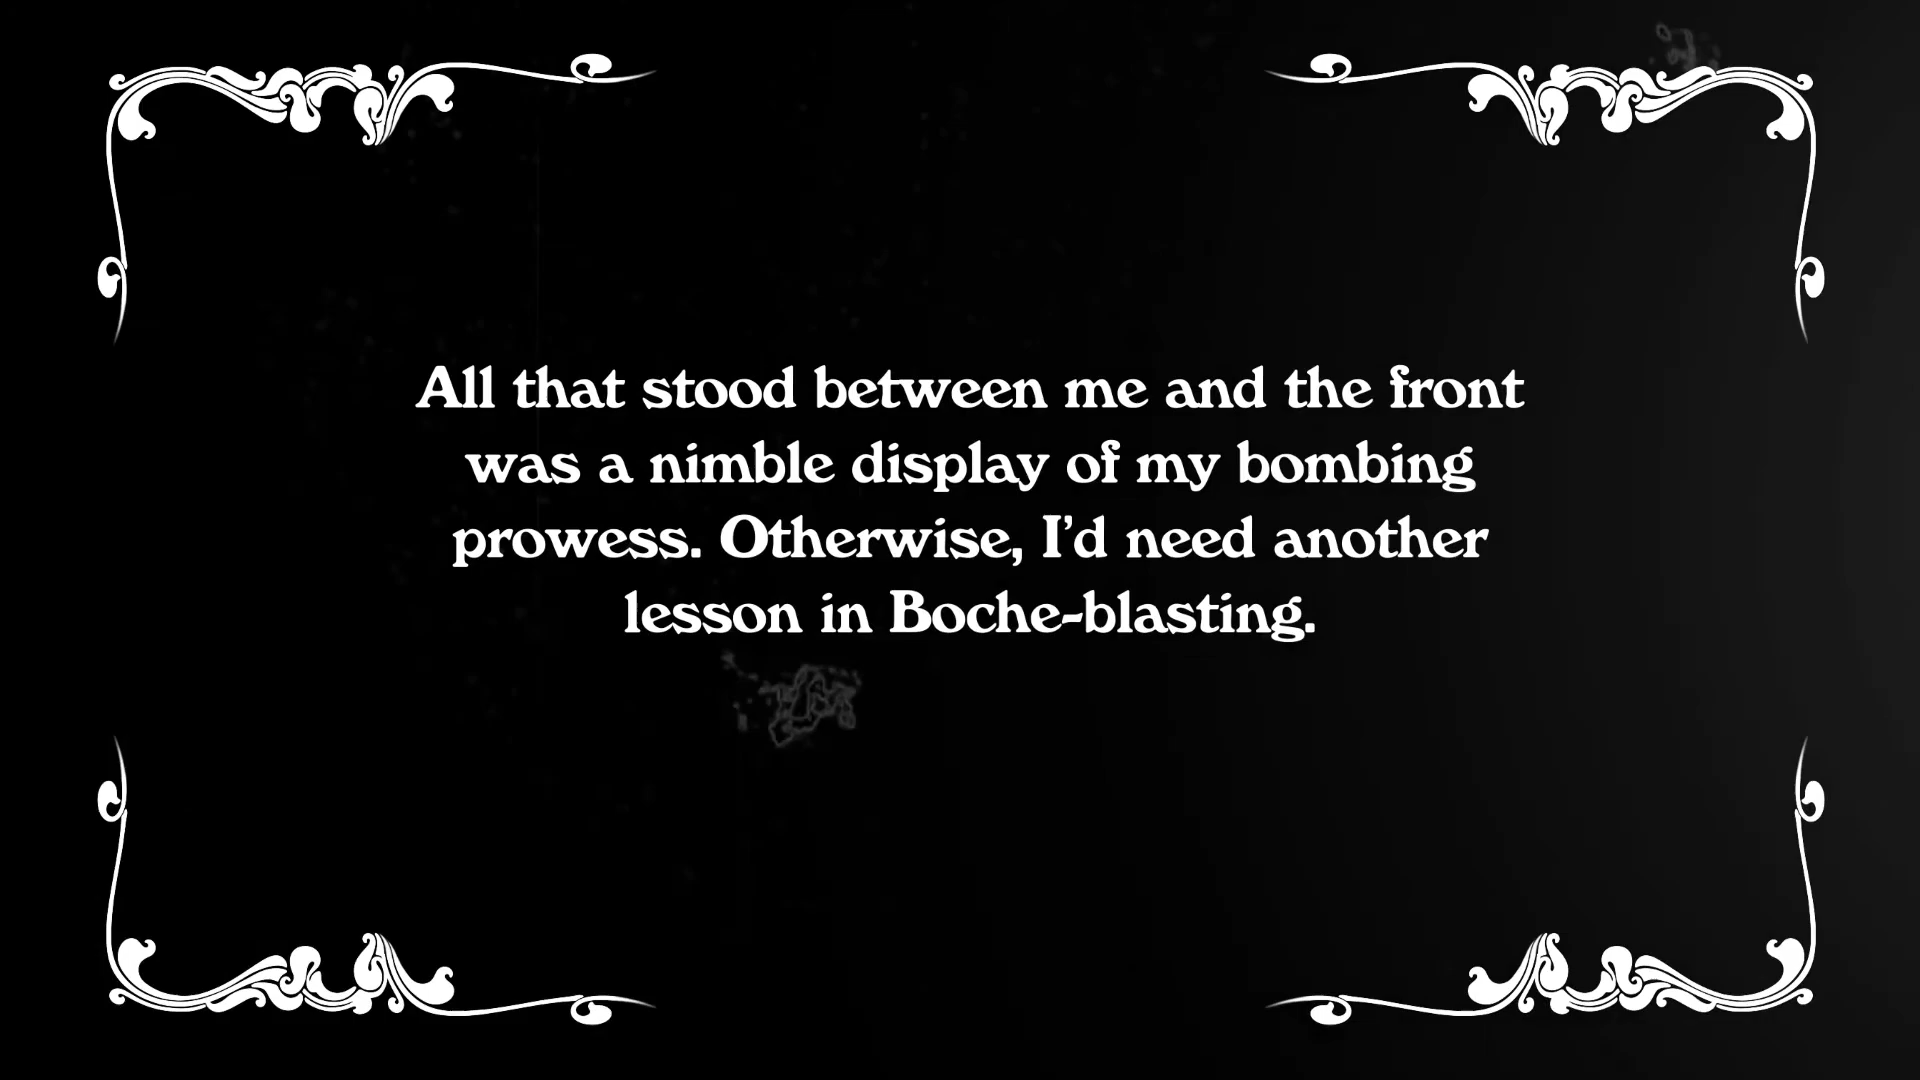 All that stood between me and the front
was a nimble display of my bombing
prowess. Otherwise, I'd need another
lesson in Boche-blasting.